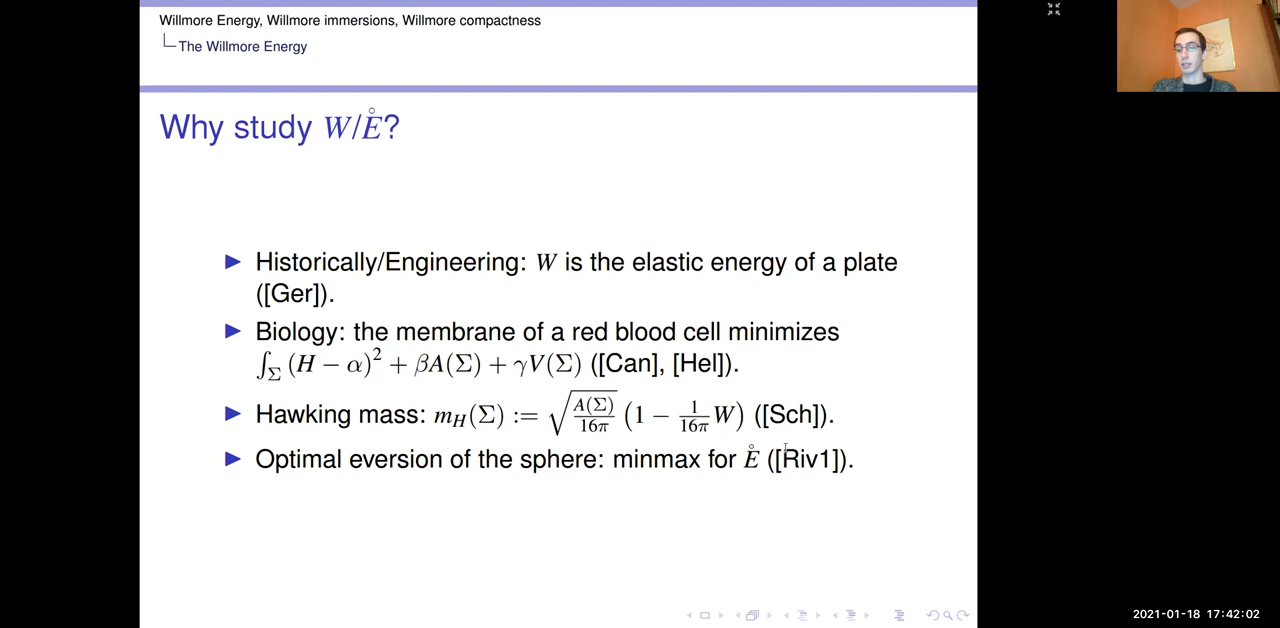 Willmore Energy, Willmore immersions, Willmore compactness
The Willmore Energy
Why study W/E̊?
▶ Historically/Engineering: W is the elastic energy of a plate
([Ger]).
▶ Biology: the membrane of a red blood cell minimizes
∫_Σ (H − α)² + βA(Σ) + γV(Σ) ([Can], [Hel]).
▶ Hawking mass: m_H(Σ) := √(A(Σ)/16π) (1 − 1/16π W) ([Sch]).
▶ Optimal eversion of the sphere: minmax for E̊ ([Riv1]).
2021-01-18 17:42:02